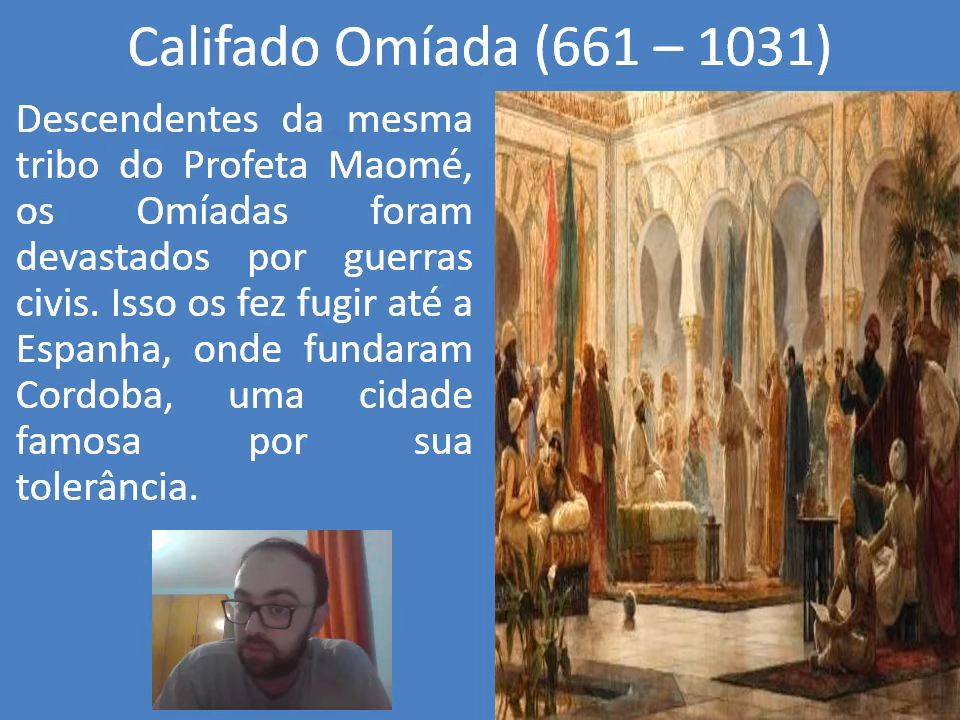 Califado Omíada (661 – 1031)
Descendentes da mesma
tribo do Profeta Maomé,
os Omíadas foram
devastados por guerras
civis. Isso os fez fugir até a
Espanha, onde fundaram
Cordoba, uma cidade
famosa por sua
tolerância.